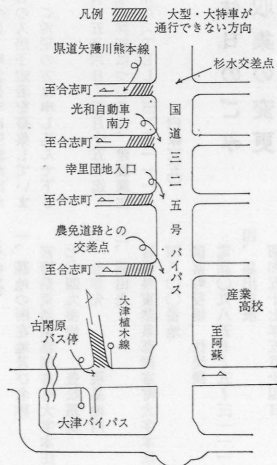 凡例
大型・大特車が
通行できない方向
県道矢護川熊本線
杉水交差点
至合志町
光和自動車
南方
至合志町
国道三二五号バイパス
幸里団地入口
至合志町
農免道路との
交差点
至合志町
産業
高校
大津植木線
至阿蘇
古閑原
バス停
大津バイパス